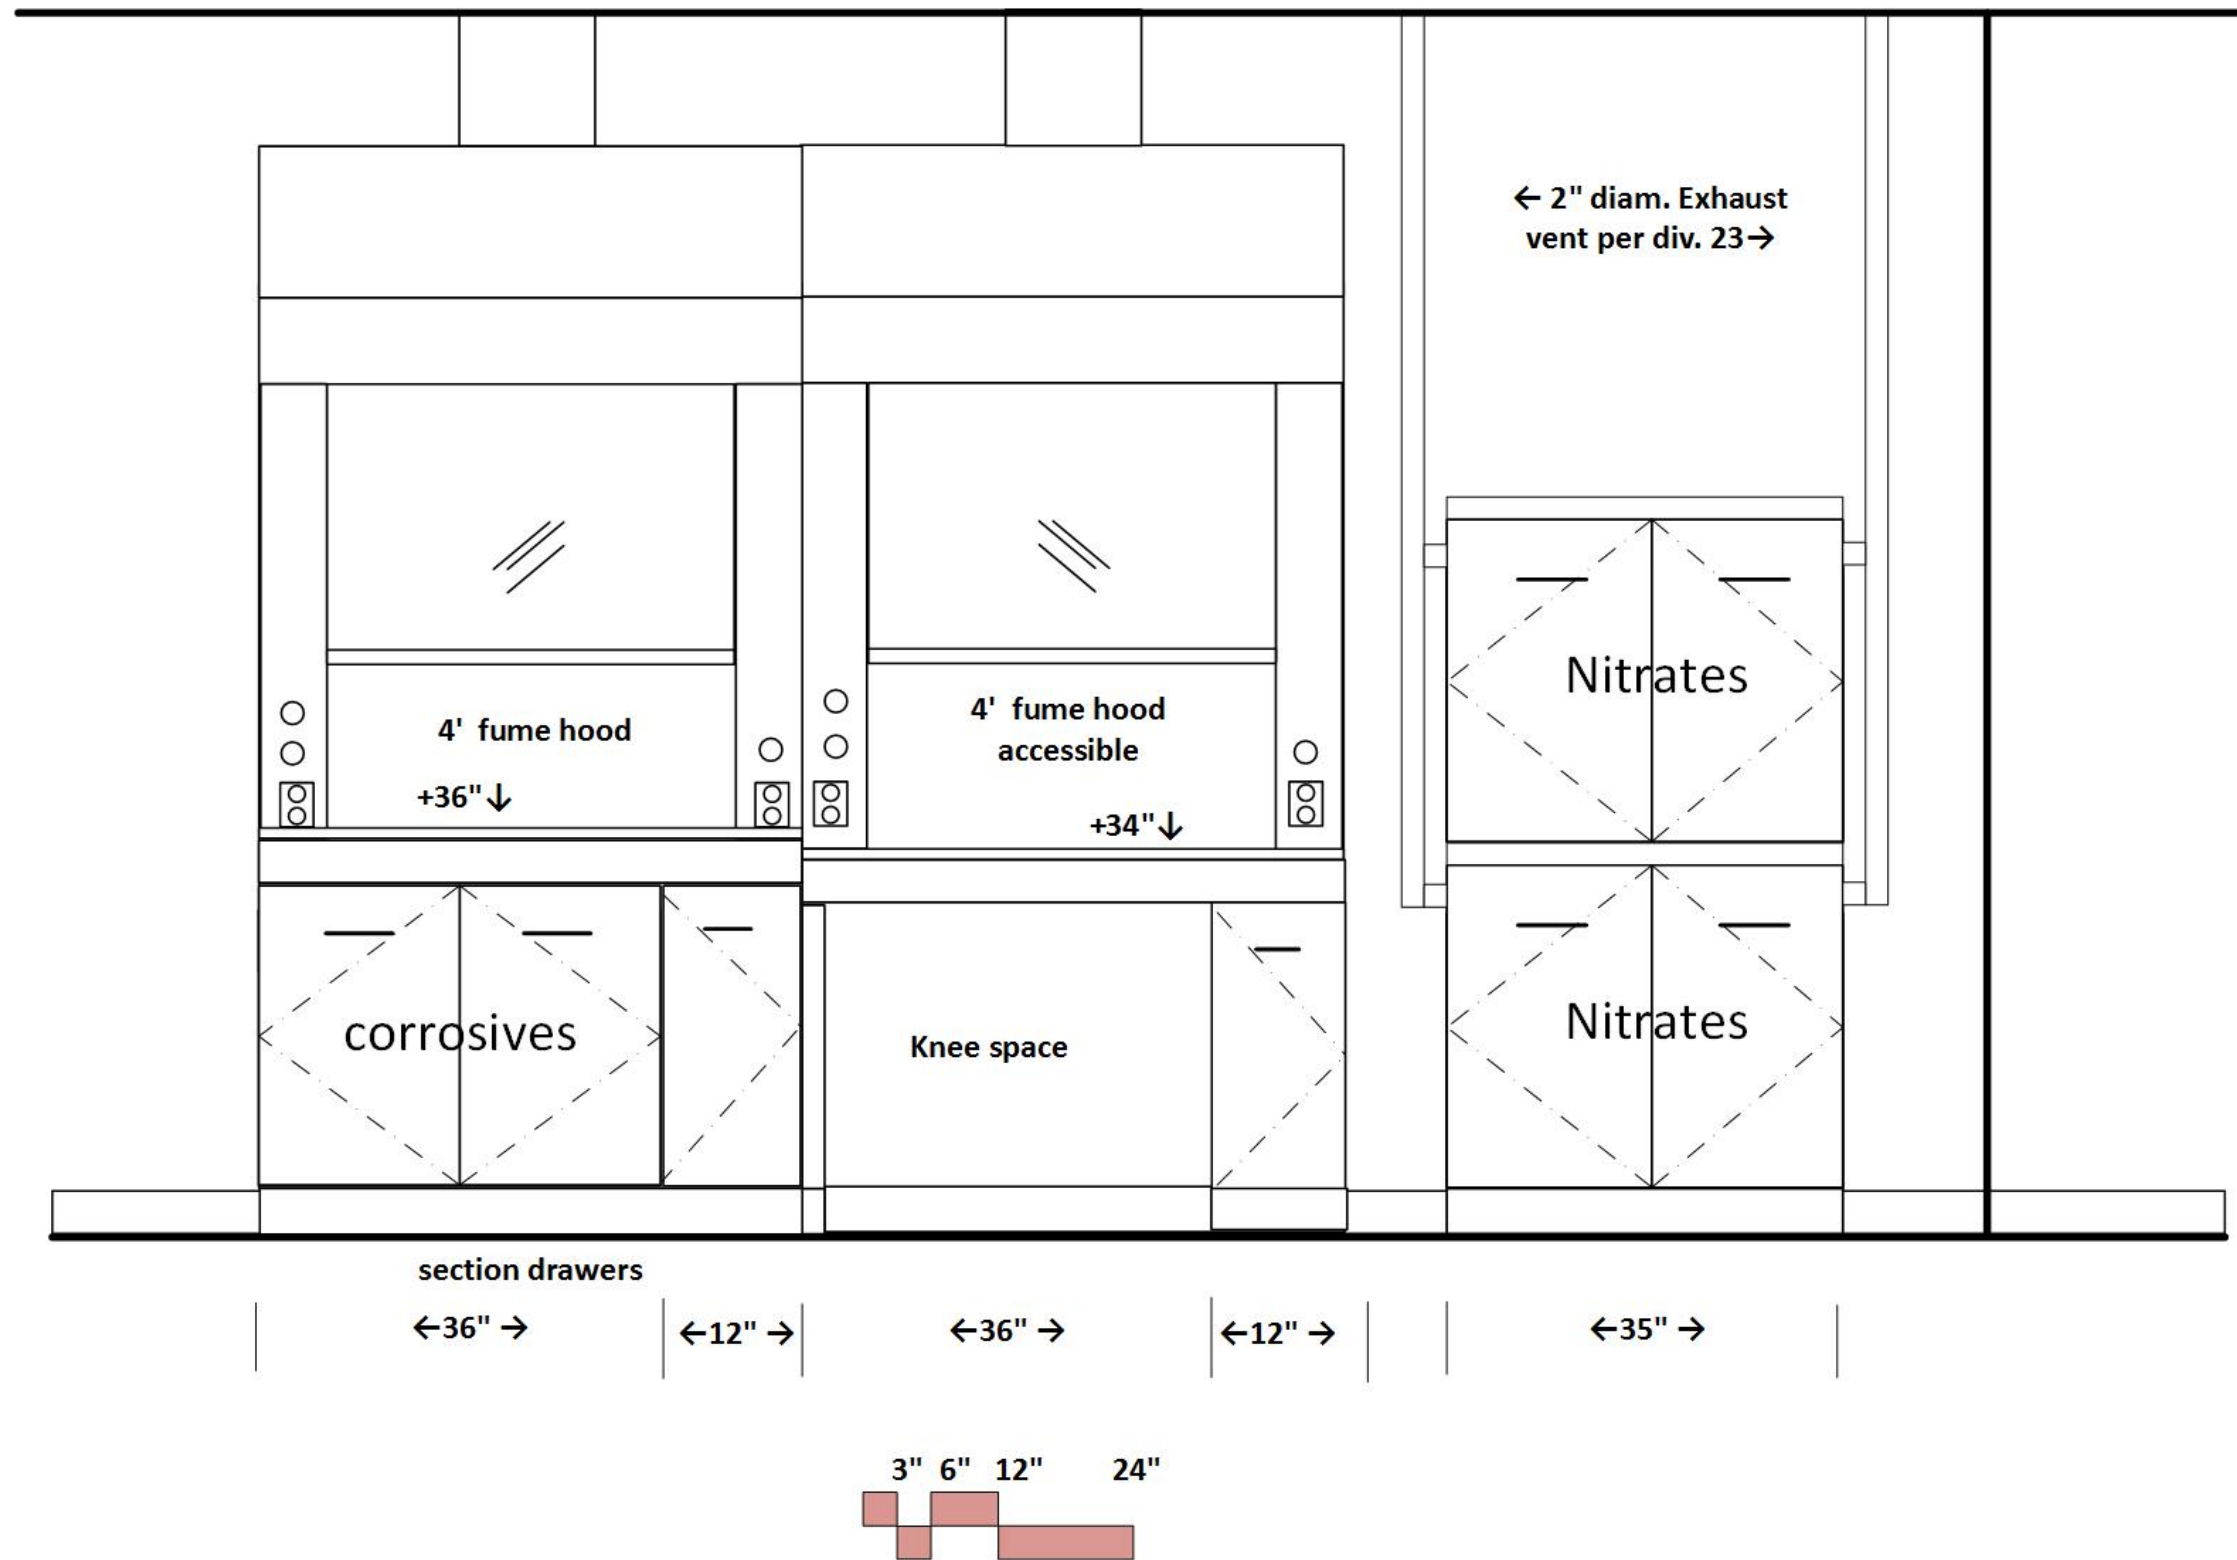 ← 2" diam. Exhaust
vent per div. 23→
4' fume hood
+36"↓
4' fume hood
accessible
+34"↓
Nitrates
corrosives
Knee space
Nitrates
section drawers
←36" →
←12" →
←36" →
←12" →
←35" →
3" 6" 12" 24"